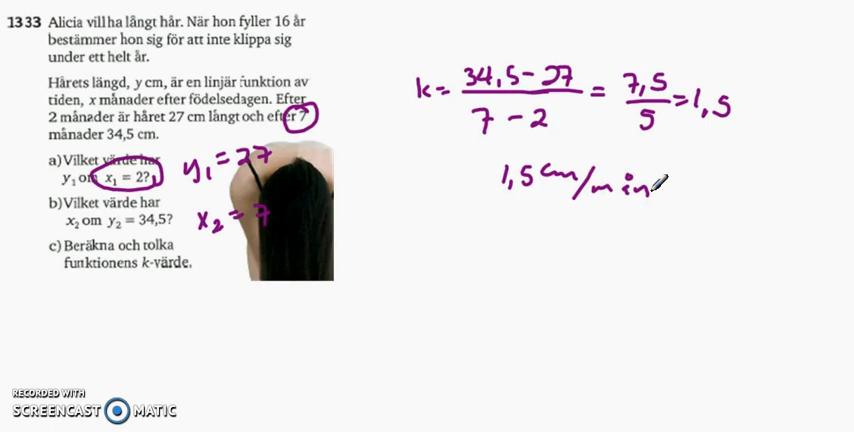 1333 Alicia vill ha långt hår. När hon fyller 16 år
bestämmer hon sig för att inte klippa sig
under ett helt år.
Hårets längd, y cm, är en linjär funktion av
tiden, x månader efter födelsedagen. Efter
2 månader är håret 27 cm långt och efter 7
månader 34,5 cm.
a) Vilket värde har
y₁ om x₁ = 2?
b) Vilket värde har
x₂ om y₂ = 34,5?
c) Beräkna och tolka
funktionens k-värde.
y₁ = 27
x₂ = 7
k = (34,5 - 27)/(7 - 2) = 7,5/5 = 1,5
1,5 cm/mån
RECORDED WITH
SCREENCAST MATIC